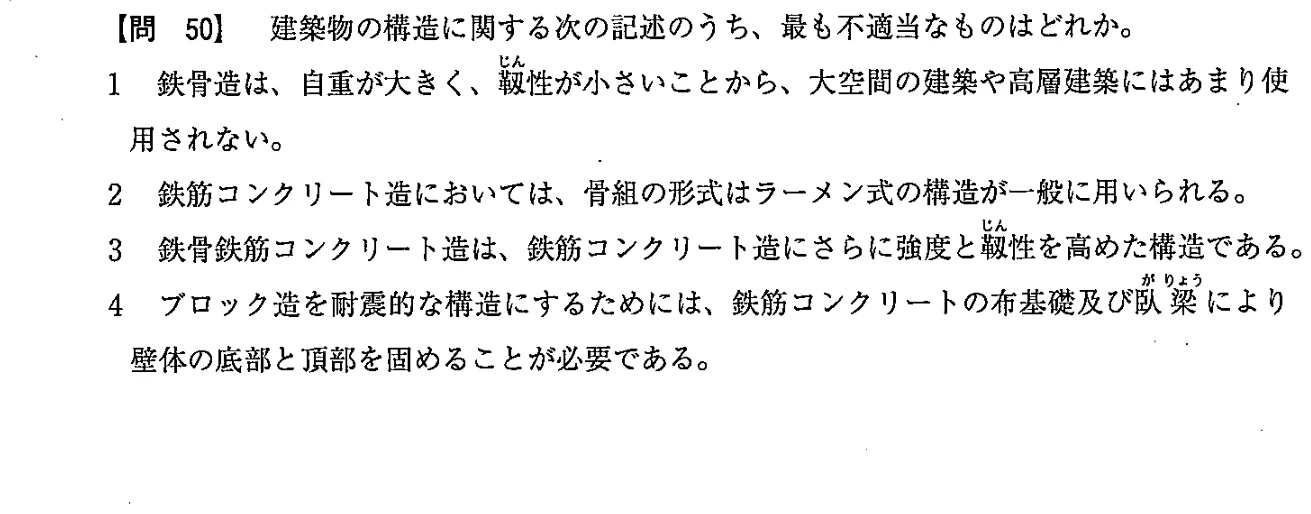 【問 50】 建築物の構造に関する次の記述のうち、最も不適当なものはどれか。
じん
1 鉄骨造は、自重が大きく、靱性が小さいことから、大空間の建築や高層建築にはあまり使
用されない。
2 鉄筋コンクリート造においては、骨組の形式はラーメン式の構造が一般に用いられる。
じん
3 鉄骨鉄筋コンクリート造は、鉄筋コンクリート造にさらに強度と靱性を高めた構造である。
が りょう
4 ブロック造を耐震的な構造にするためには、鉄筋コンクリートの布基礎及び臥梁により
壁体の底部と頂部を固めることが必要である。